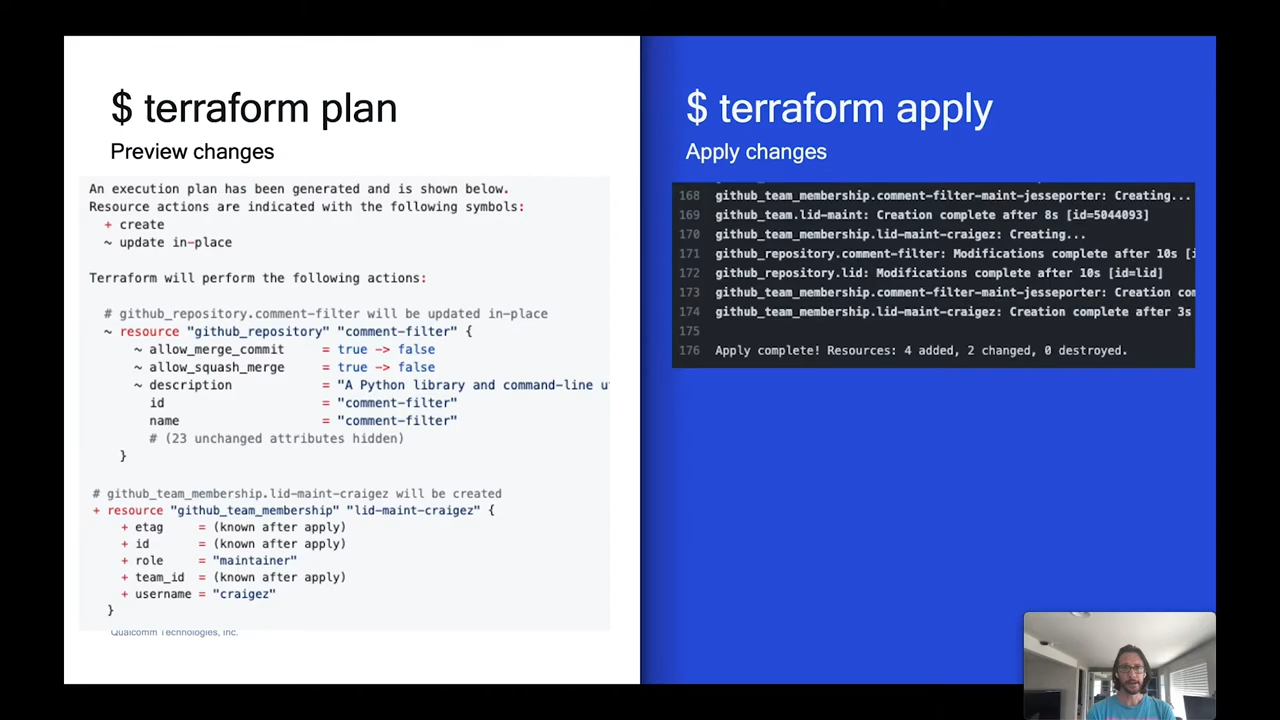 $ terraform plan
Preview changes
An execution plan has been generated and is shown below.
Resource actions are indicated with the following symbols:
+ create
~ update in-place
Terraform will perform the following actions:
# github_repository.comment-filter will be updated in-place
~ resource "github_repository" "comment-filter" {
~ allow_merge_commit = true -> false
~ allow_squash_merge = true -> false
~ description = "A Python library and command-line u
id = "comment-filter"
name = "comment-filter"
# (23 unchanged attributes hidden)
}
# github_team_membership.lid-maint-craigez will be created
+ resource "github_team_membership" "lid-maint-craigez" {
+ etag = (known after apply)
+ id = (known after apply)
+ role = "maintainer"
+ team_id = (known after apply)
+ username = "craigez"
}
Qualcomm Technologies, Inc.
$ terraform apply
Apply changes
168 github_team_membership.comment-filter-maint-jesseporter: Creating...
169 github_team.lid-maint: Creation complete after 8s [id=5044093]
170 github_team_membership.lid-maint-craigez: Creating...
171 github_repository.comment-filter: Modifications complete after 10s [i
172 github_repository.lid: Modifications complete after 10s [id=lid]
173 github_team_membership.comment-filter-maint-jesseporter: Creation com
174 github_team_membership.lid-maint-craigez: Creation complete after 3s
175
176 Apply complete! Resources: 4 added, 2 changed, 0 destroyed.